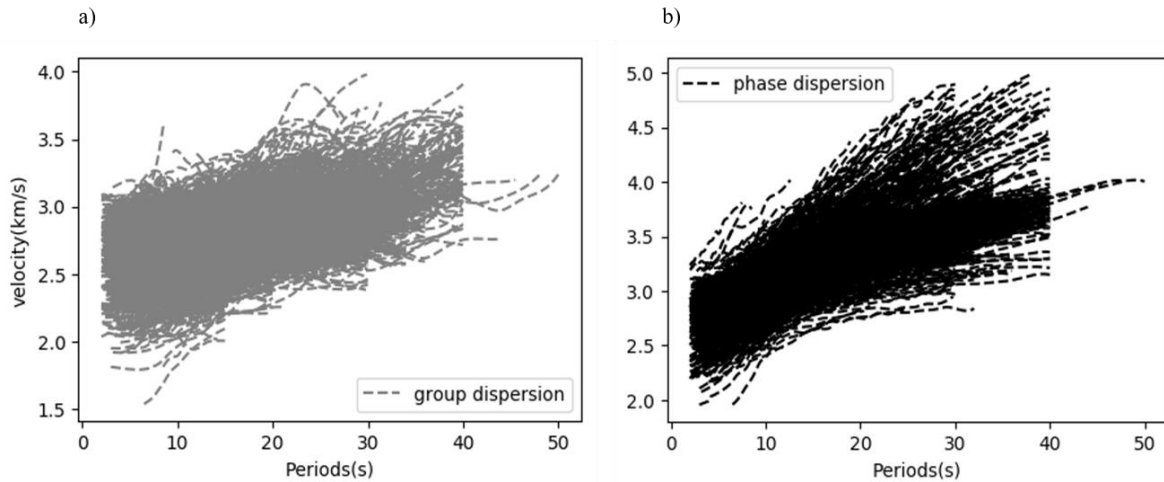 a)
b)
4.0
3.5
3.0
2.5
2.0
1.5
velocity(km/s)
group dispersion
0 10 20 30 40 50
Periods(s)
5.0
4.5
4.0
3.5
3.0
2.5
2.0
phase dispersion
0 10 20 30 40 50
Periods(s)